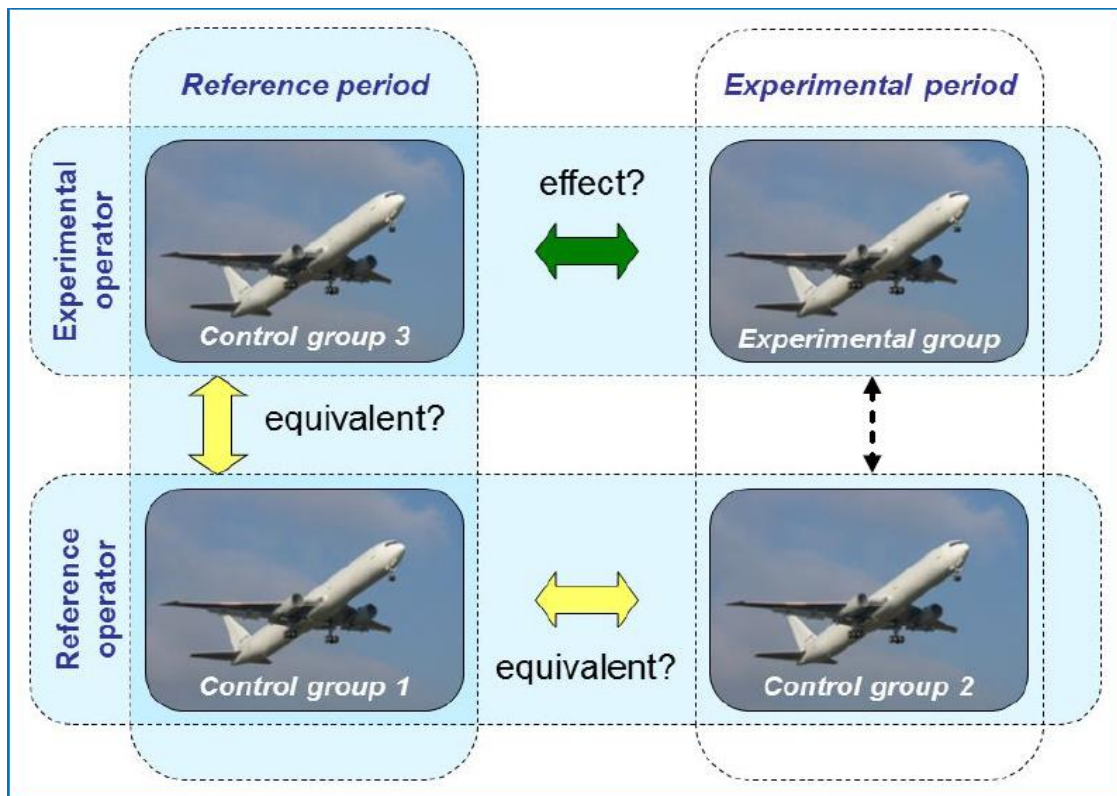 Reference period
Experimental period
Experimental
operator
effect?
Control group 3
Experimental group
equivalent?
Reference
operator
Control group 1
equivalent?
Control group 2